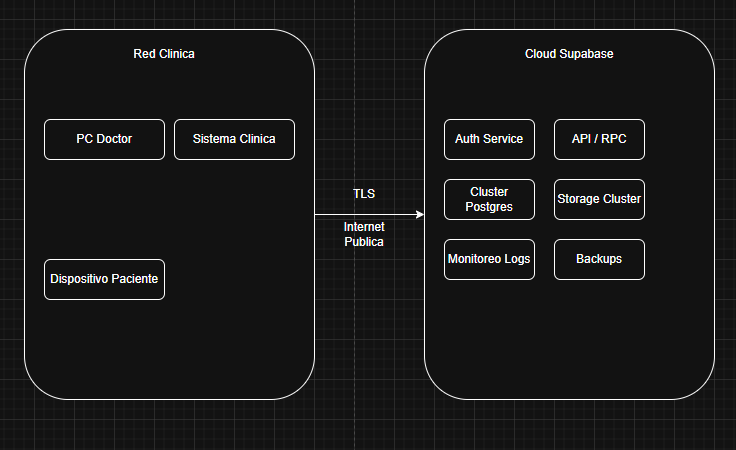 Red Clinica
Cloud Supabase
PC Doctor
Sistema Clinica
Auth Service
API / RPC
TLS
Cluster
Postgres
Storage Cluster
Internet
Publica
Monitoreo Logs
Backups
Dispositivo Paciente